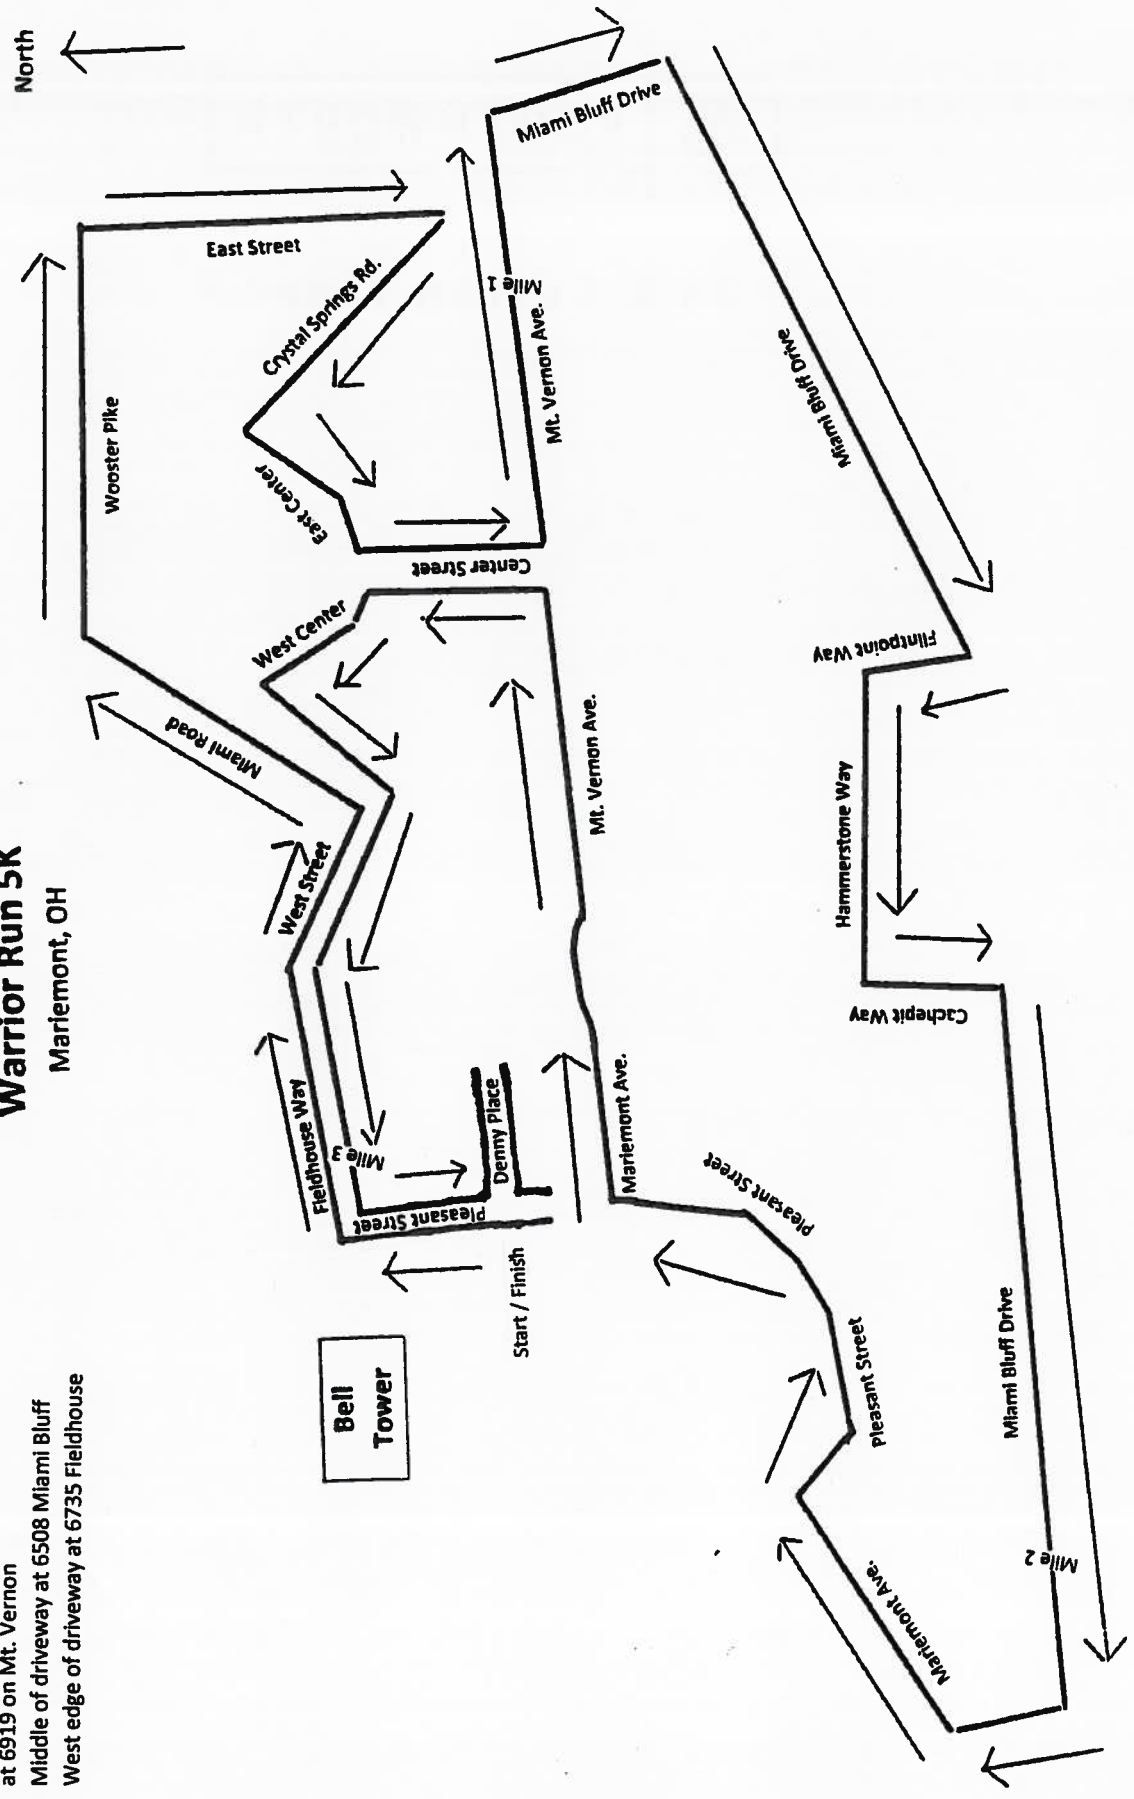 Warrior Run 5K
Mariemont, OH
at 6919 on Mt. Vernon
Middle of driveway at 6508 Miami Bluff
West edge of driveway at 6735 Fieldhouse
North
Wooster Pike
East Street
Crystal Springs Rd.
East Center
Center Street
Mt. Vernon Ave.
Mile 1
Miami Bluff Drive
Miami Bluff Drive
Flintpoint Way
Hammerstone Way
Cachepit Way
Miami Bluff Drive
Mile 2
Mariemont Ave.
Pleasant Street
Pleasant Street
Mariemont Ave.
Mt. Vernon Ave.
West Center
Miami Road
West Street
Fieldhouse Way
Mile 3
Pleasant Street
Denny Place
Start / Finish
Bell
Tower